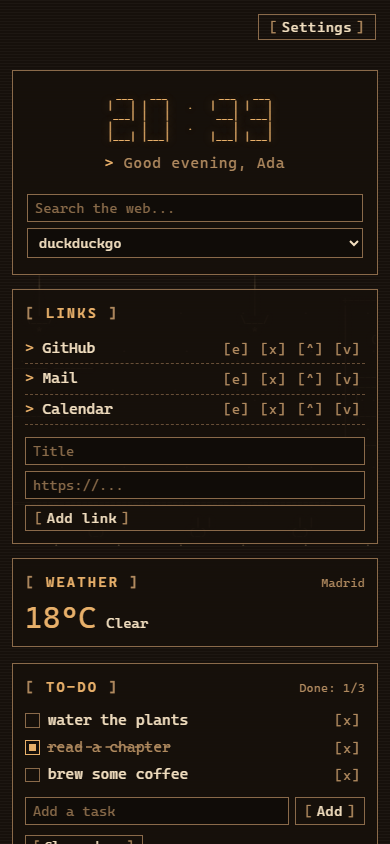 [ Settings ]
20:33
> Good evening, Ada
Search the web...
duckduckgo
[ LINKS ]
> GitHub [e] [x] [^] [v]
> Mail [e] [x] [^] [v]
> Calendar [e] [x] [^] [v]
Title
https://...
[ Add link ]
[ WEATHER ] Madrid
18°C Clear
[ TO-DO ] Done: 1/3
water the plants [x]
read a chapter [x]
brew some coffee [x]
Add a task [ Add ]